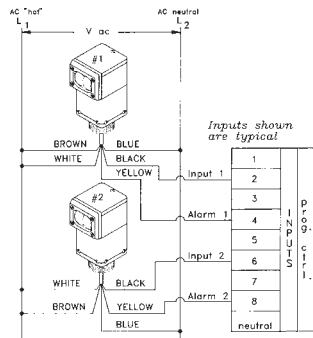 AC "hot"
L1
AC neutral
L2
V ac
#1
BROWN
BLUE
WHITE
BLACK
YELLOW
#2
WHITE
BLACK
BROWN
YELLOW
BLUE
Input 1
Alarm 1
Input 2
Alarm 2
Inputs shown
are typical
1
2
3
4
5
6
7
8
neutral
INPUTS
prog. ctrl.